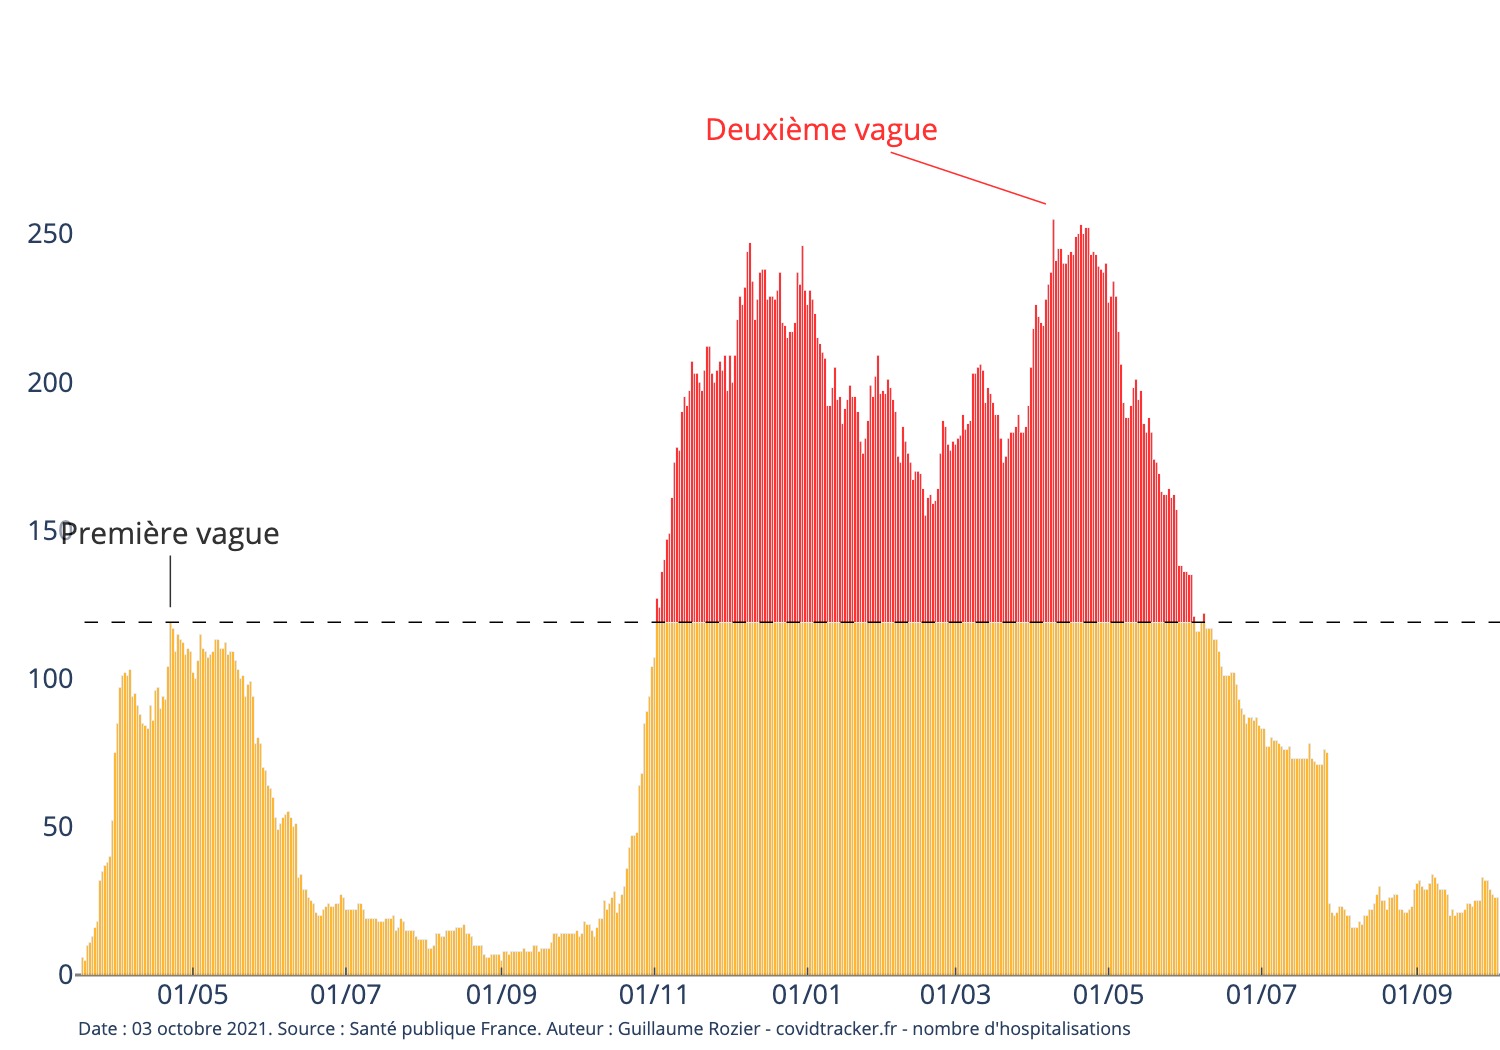 Deuxième vague
250
200
150
Première vague
100
50
0
01/05 01/07 01/09 01/11 01/01 01/03 01/05 01/07 01/09
Date : 03 octobre 2021. Source : Santé publique France. Auteur : Guillaume Rozier - covidtracker.fr - nombre d'hospitalisations